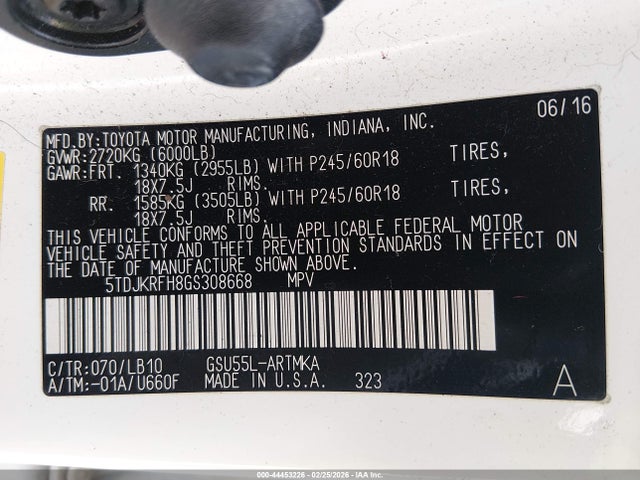 06/16
MFD.BY:TOYOTA MOTOR MANUFACTURING, INDIANA, INC.
GVWR:2720KG (6000LB)
GAWR:FRT. 1340KG (2955LB) WITH P245/60R18 TIRES,
18X7.5J RIMS.
RR. 1585KG (3505LB) WITH P245/60R18 TIRES,
18X7.5J RIMS.
THIS VEHICLE CONFORMS TO ALL APPLICABLE FEDERAL MOTOR
VEHICLE SAFETY AND THEFT PREVENTION STANDARDS IN EFFECT ON
THE DATE OF MANUFACTURE SHOWN ABOVE.
5TDJKRFH8GS308668 MPV
C/TR:070/LB10 GSU55L-ARTMKA
A/TM:-01A/U660F MADE IN U.S.A. 323 A
000-44453226 - 02/25/2026 - IAAI